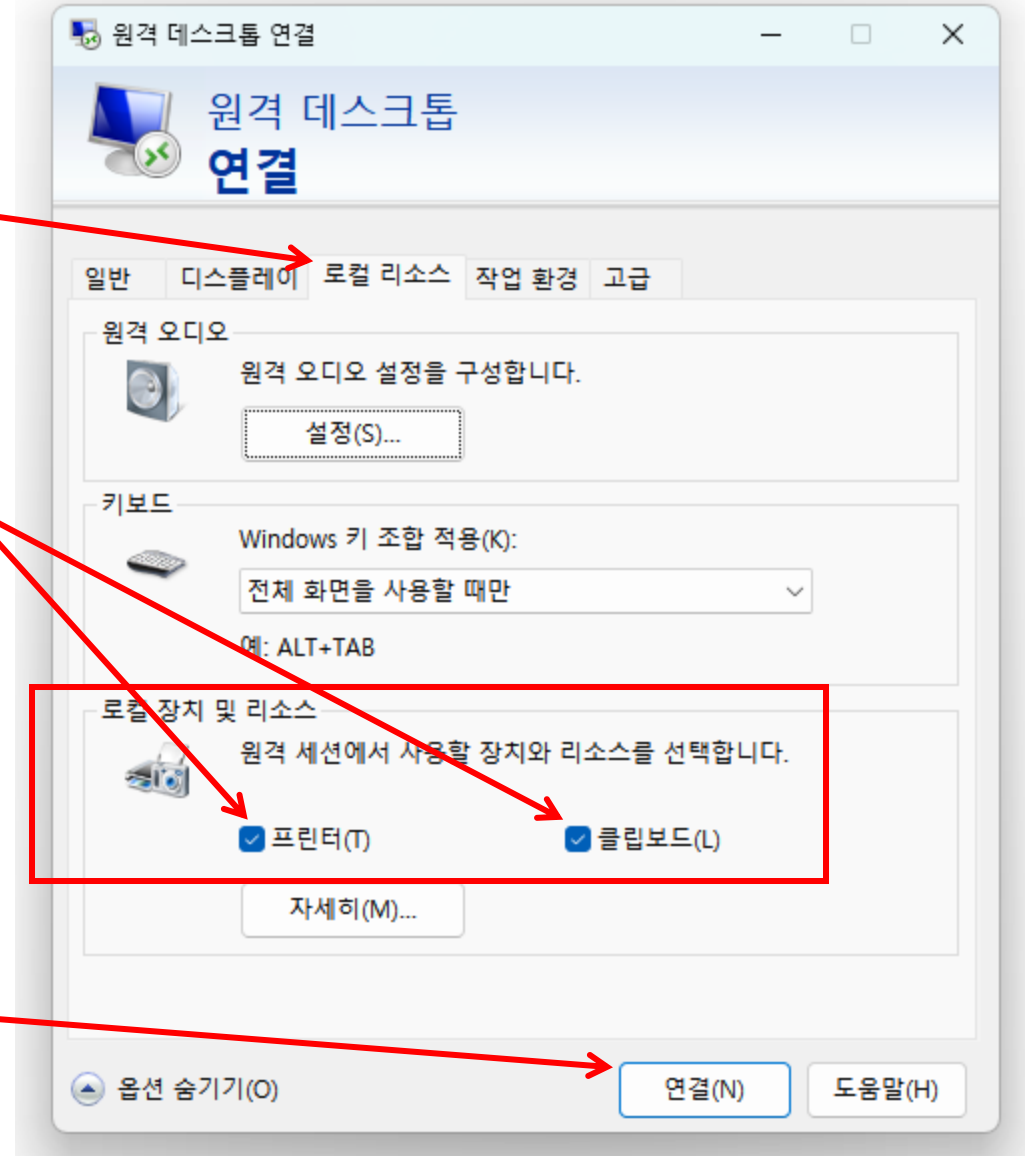 원격 데스크톱 연결
원격 데스크톱
연결
일반 디스플레이 로컬 리소스 작업 환경 고급
원격 오디오
원격 오디오 설정을 구성합니다.
설정(S)...
키보드
Windows 키 조합 적용(K):
전체 화면을 사용할 때만
예: ALT+TAB
로컬 장치 및 리소스
원격 세션에서 사용할 장치와 리소스를 선택합니다.
프린터(T) 클립보드(L)
자세히(M)...
옵션 숨기기(O) 연결(N) 도움말(H)